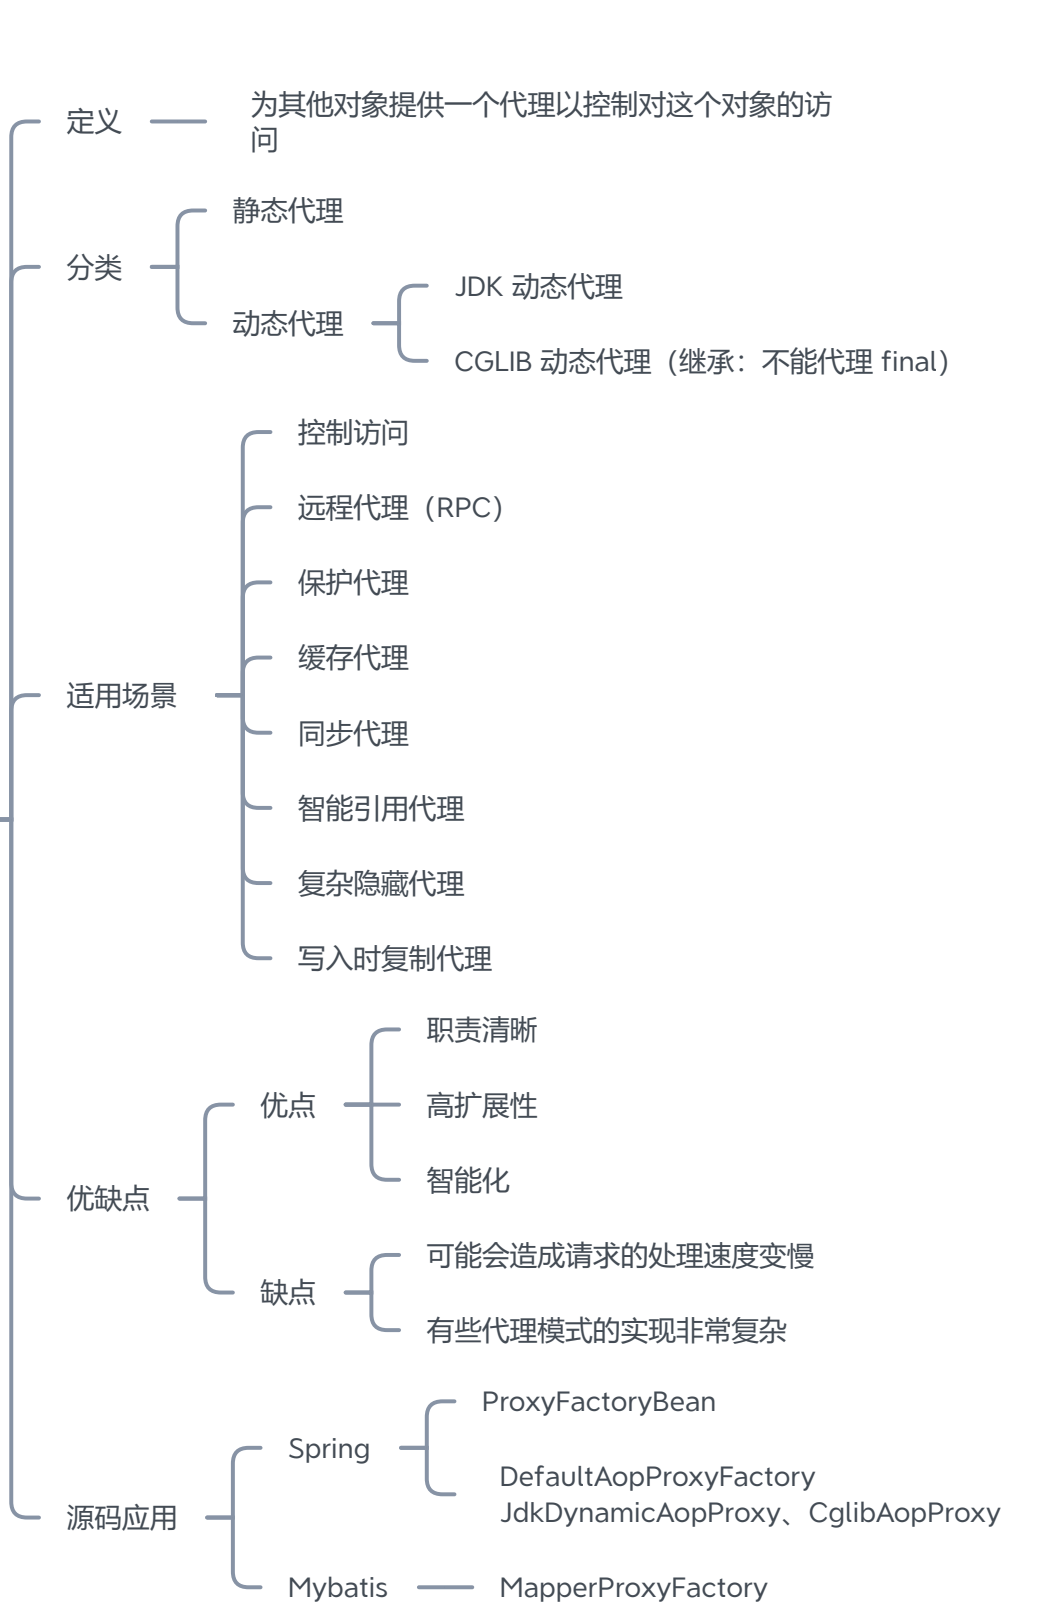 定义
为其他对象提供一个代理以控制对这个对象的访
问
分类
静态代理
动态代理
JDK 动态代理
CGLIB 动态代理（继承：不能代理 final）
适用场景
控制访问
远程代理（RPC）
保护代理
缓存代理
同步代理
智能引用代理
复杂隐藏代理
写入时复制代理
优缺点
优点
职责清晰
高扩展性
智能化
缺点
可能会造成请求的处理速度变慢
有些代理模式的实现非常复杂
源码应用
Spring
ProxyFactoryBean
DefaultAopProxyFactory
JdkDynamicAopProxy、CglibAopProxy
Mybatis
MapperProxyFactory